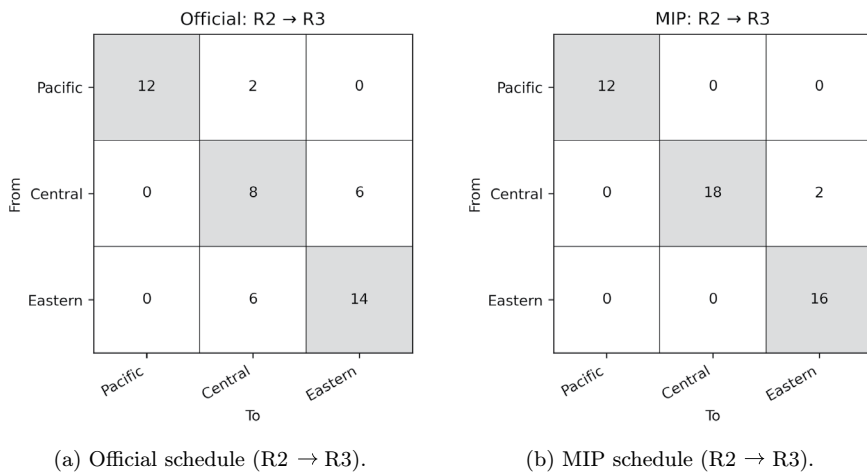 Official: R2 → R3
From
Pacific 12 2 0
Central 0 8 6
Eastern 0 6 14
Pacific Central Eastern
To
(a) Official schedule (R2 → R3).
MIP: R2 → R3
From
Pacific 12 0 0
Central 0 18 2
Eastern 0 0 16
Pacific Central Eastern
To
(b) MIP schedule (R2 → R3).